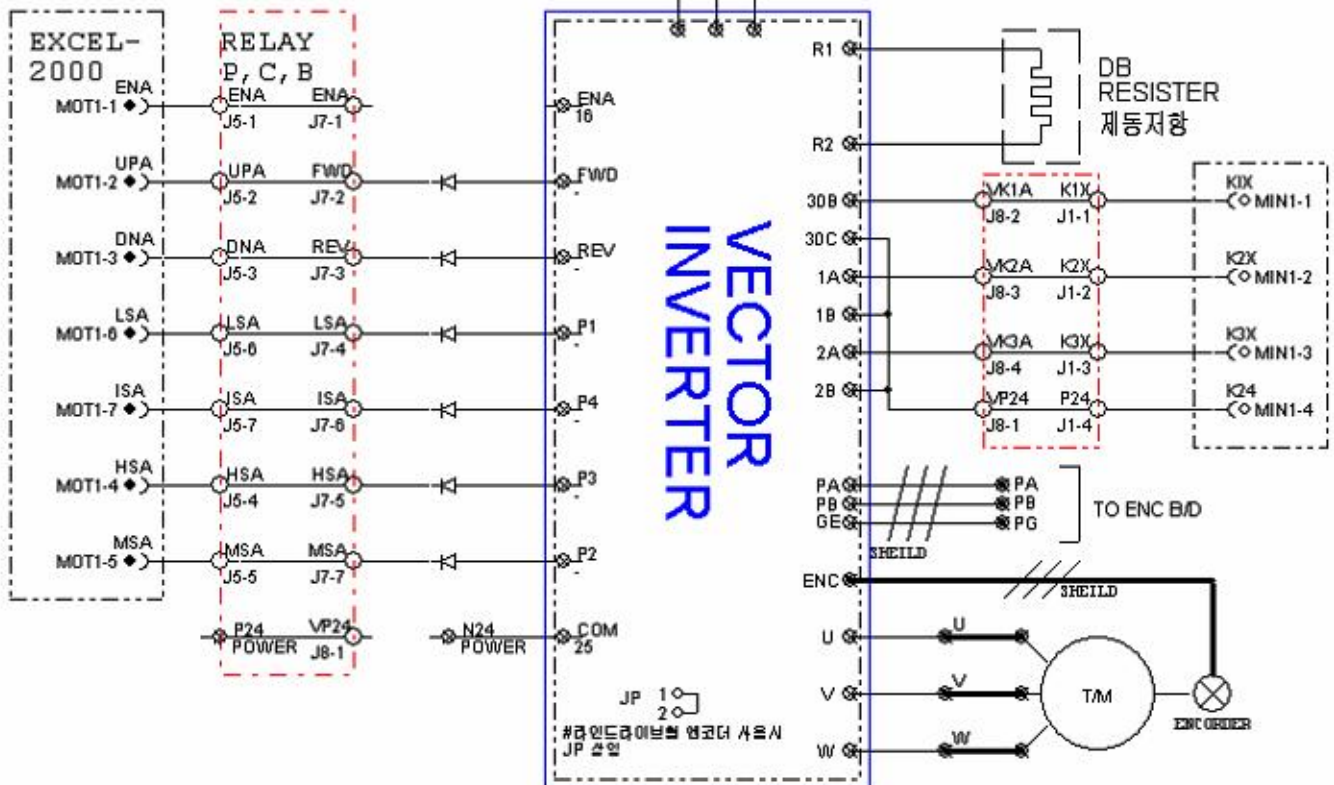 EXCEL-
2000
RELAY
P,C,B
ENA
MOT1-1
ENA ENA
J5-1 J7-1
ENA
16
UPA
MOT1-2
UPA FWD
J5-2 J7-2
FWD
-
DNA
MOT1-3
DNA REV
J5-3 J7-3
REV
-
LSA
MOT1-6
LSA LSA
J5-6 J7-4
P1
-
ISA
MOT1-7
ISA ISA
J5-7 J7-6
P4
-
HSA
MOT1-4
HSA HSA
J5-4 J7-5
P3
-
MSA
MOT1-5
MSA MSA
J5-5 J7-7
P2
-
P24 VP24
POWER J8-1
N24
POWER
COM
25
JP 1
2
#라인드라이브형 엔코더 사용시
JP 삽입
VECTOR
INVERTER
R1
R2
DB
RESISTER
제동저항
30B
VK1A K1X
J8-2 J1-1
K1X
MIN1-1
30C
1A
VK2A K2X
J8-3 J1-2
K2X
MIN1-2
1B
2A
VK3A K3X
J8-4 J1-3
K3X
MIN1-3
2B
VP24 P24
J8-1 J1-4
K24
MIN1-4
PA PA
PB PB
GE PG
TO ENC B/D
SHEILD
ENC
SHEILD
U U
V V
W W
T/M
ENCORDER